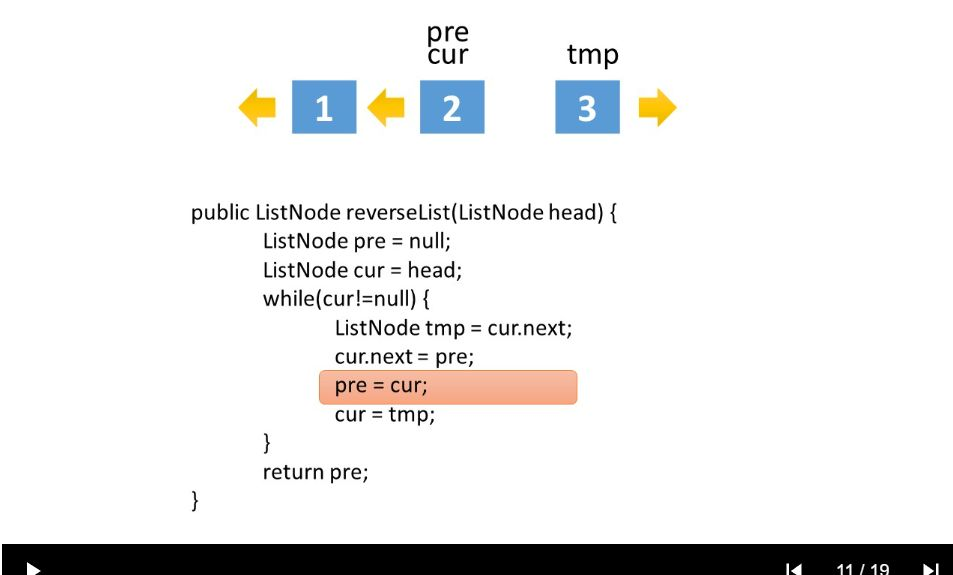 pre
cur
tmp
1
2
3
public ListNode reverseList(ListNode head) {
ListNode pre = null;
ListNode cur = head;
while(cur!=null) {
ListNode tmp = cur.next;
cur.next = pre;
pre = cur;
cur = tmp;
}
return pre;
}
11 / 19